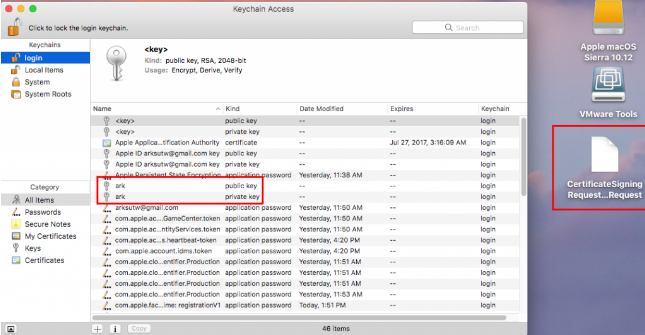 Keychain Access
Click to lock the login keychain.
Search
Keychains
login
Local Items
System
System Roots
<key>
Kind: public key, RSA, 2048-bit
Usage: Encrypt, Derive, Verify
Name Kind Date Modified Expires Keychain
<key> public key -- -- login
<key> private key -- -- login
Apple Applica...tification Authority certificate -- Jul 27, 2017, 3:16:09 AM login
Apple ID arksutw@gmail.com key public key -- -- login
Apple ID arksutw@gmail.com key private key -- -- login
Apple Persistent State Encryption application password Yesterday, 11:38 AM -- login
ark public key -- -- login
ark private key -- -- login
arksutw@gmail.com application password Yesterday, 11:50 AM -- login
com.apple.ac...GameCenter.token application password Yesterday, 11:50 AM -- login
com.apple.ac...ntityServices.token application password Yesterday, 11:50 AM -- login
com.apple.ac...s.heartbeat-token application password Yesterday, 4:20 PM -- login
com.apple.account.idms.token application password Yesterday, 4:20 PM -- login
com.apple.clo...entifier.Production application password Yesterday, 11:51 AM -- login
com.apple.clo...entifier.Production application password Yesterday, 11:51 AM -- login
com.apple.clo...entifier.Production application password Yesterday, 11:51 AM -- login
com.apple.clo...entifier.Production application password Yesterday, 11:53 AM -- login
com.apple.fac...ime: registrationV1 application password Today, 1:51 PM -- login
Category
All Items
Passwords
Secure Notes
My Certificates
Keys
Certificates
Copy
46 items
Apple macOS
Sierra 10.12
VMware Tools
CertificateSigning
Request...Request